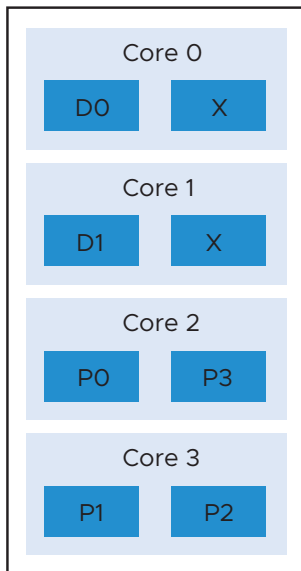 Core 0
D0 X
Core 1
D1 X
Core 2
P0 P3
Core 3
P1 P2